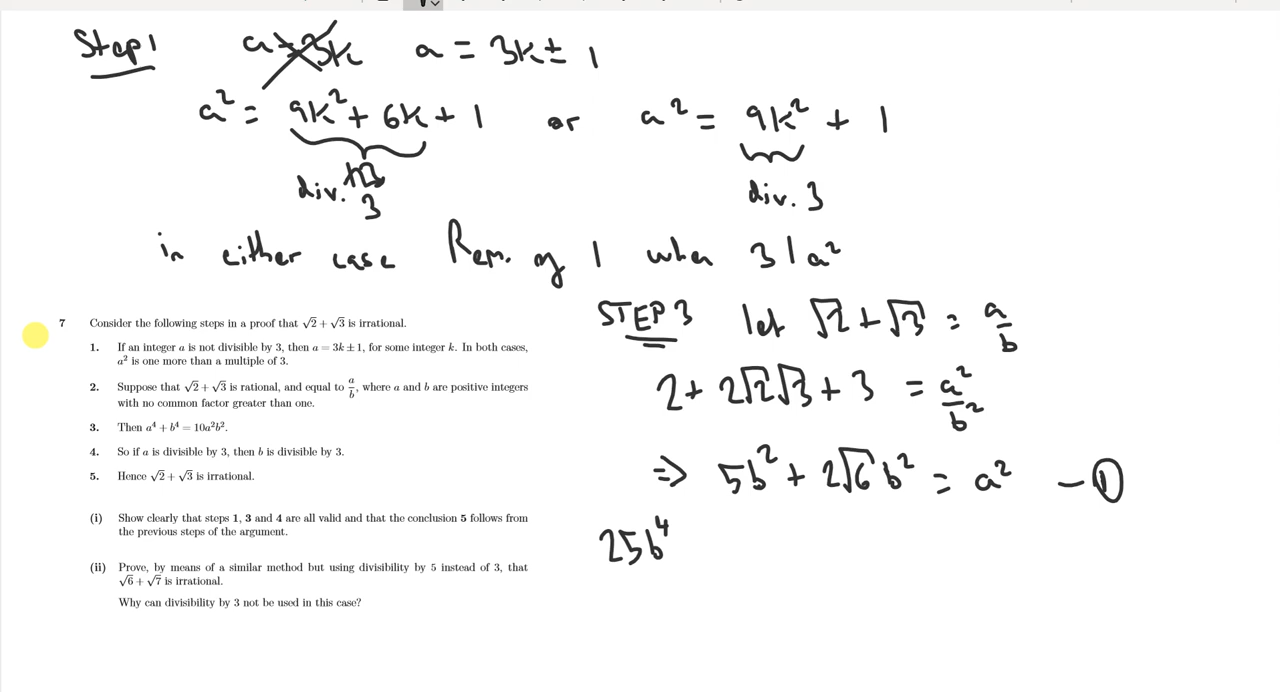 Step 1 a = 3k a = 3k ± 1
a² = 9k² + 6k + 1 or a² = 9k² + 1
div. 3 div. 3
in either case Rem. of 1 when 3 | a²
STEP 3 let √2 + √3 = a/b
2 + 2√2√3 + 3 = a²/b²
⇒ 5b² + 2√6 b² = a² — ①
25b⁴
7 Consider the following steps in a proof that √2 + √3 is irrational.
1. If an integer a is not divisible by 3, then a = 3k ± 1, for some integer k. In both cases,
a² is one more than a multiple of 3.
2. Suppose that √2 + √3 is rational, and equal to a/b, where a and b are positive integers
with no common factor greater than one.
3. Then a⁴ + b⁴ = 10a²b².
4. So if a is divisible by 3, then b is divisible by 3.
5. Hence √2 + √3 is irrational.
(i) Show clearly that steps 1, 3 and 4 are all valid and that the conclusion 5 follows from
the previous steps of the argument.
(ii) Prove, by means of a similar method but using divisibility by 5 instead of 3, that
√6 + √7 is irrational.
Why can divisibility by 3 not be used in this case?